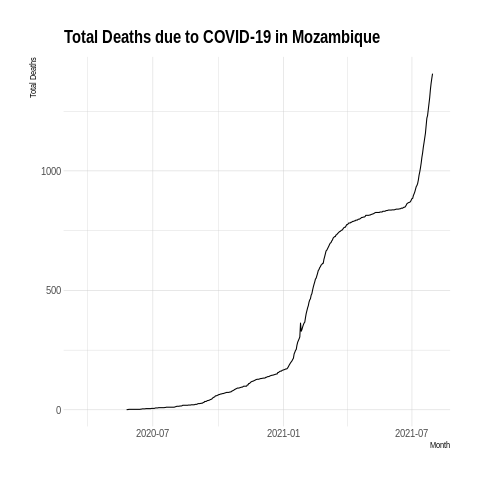 Total Deaths due to COVID-19 in Mozambique
Total Deaths
1000
500
0
2020-07
2021-01
2021-07
Month